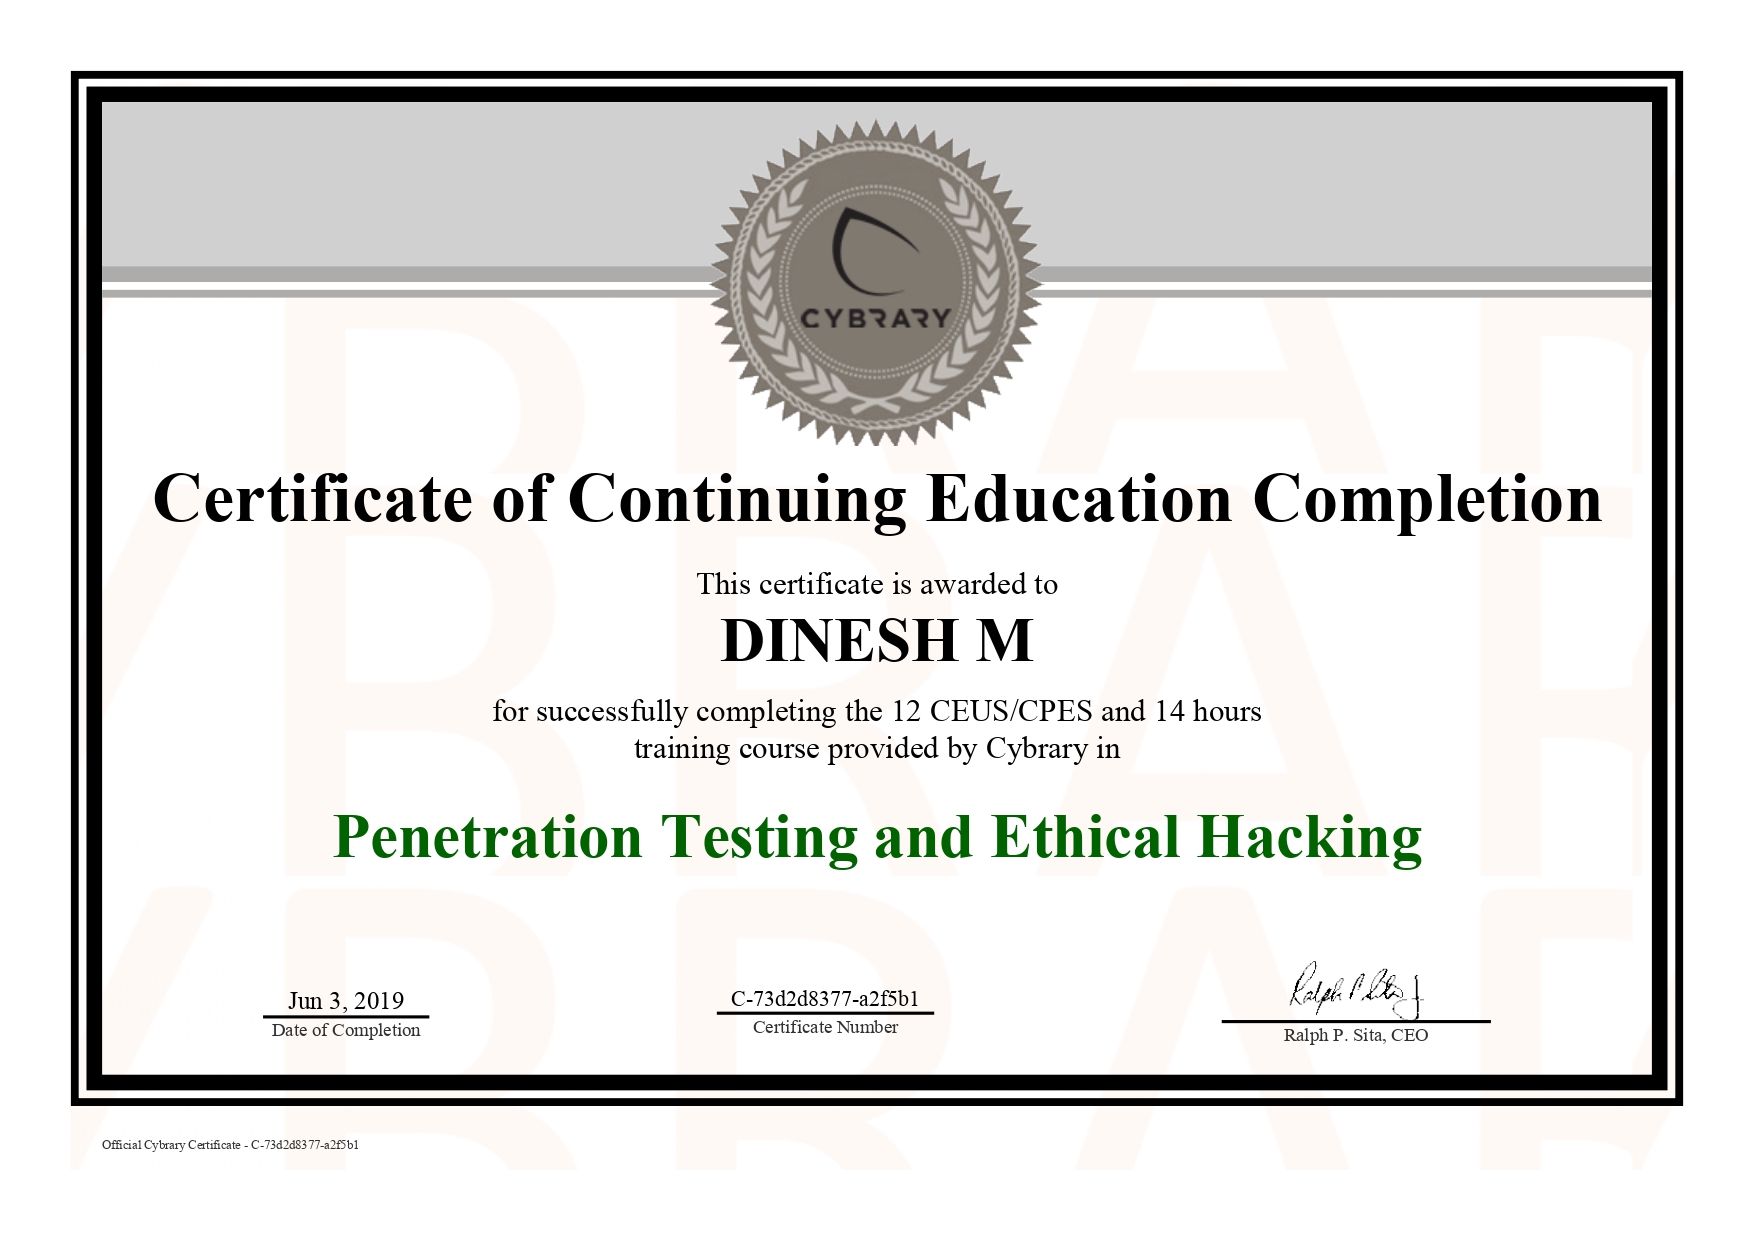 CYBRARY
Certificate of Continuing Education Completion
This certificate is awarded to
DINESH M
for successfully completing the 12 CEUS/CPES and 14 hours
training course provided by Cybrary in
Penetration Testing and Ethical Hacking
Jun 3, 2019
Date of Completion
C-73d2d8377-a2f5b1
Certificate Number
Ralph P. Sita, CEO
Official Cybrary Certificate - C-73d2d8377-a2f5b1